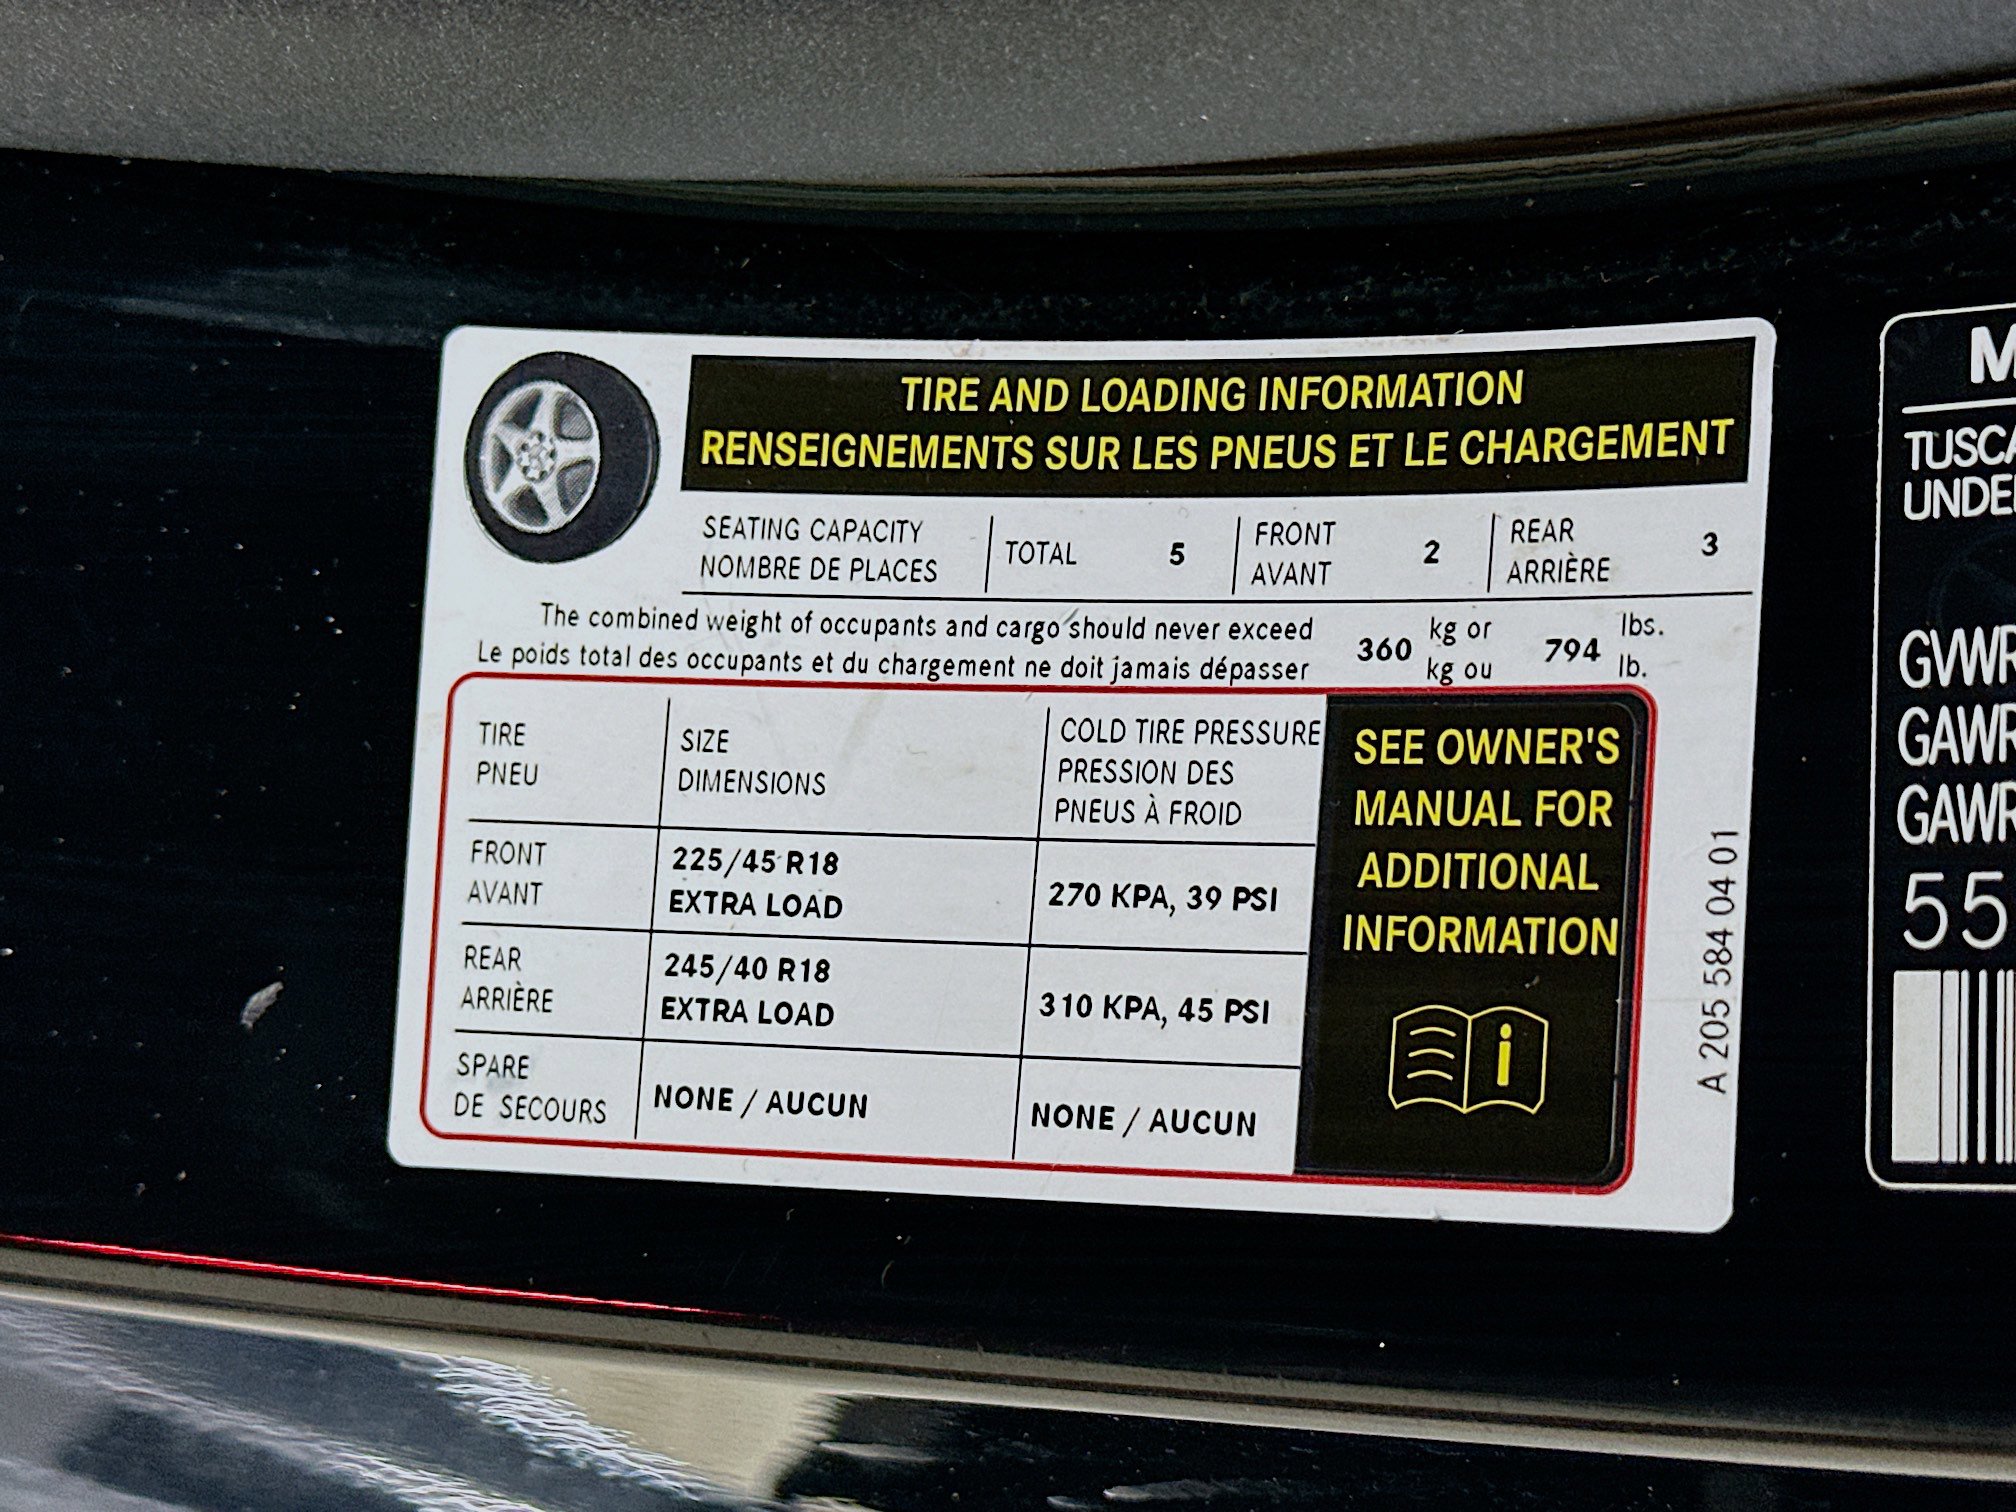 TIRE AND LOADING INFORMATION
RENSEIGNEMENTS SUR LES PNEUS ET LE CHARGEMENT
SEATING CAPACITY
NOMBRE DE PLACES
TOTAL 5
FRONT
AVANT
2
REAR
ARRIÈRE
3
The combined weight of occupants and cargo should never exceed 360 kg or 794 lbs.
Le poids total des occupants et du chargement ne doit jamais dépasser kg ou lb.
TIRE
PNEU
SIZE
DIMENSIONS
COLD TIRE PRESSURE
PRESSION DES
PNEUS À FROID
FRONT
AVANT
225/45 R18
EXTRA LOAD
270 KPA, 39 PSI
REAR
ARRIÈRE
245/40 R18
EXTRA LOAD
310 KPA, 45 PSI
SPARE
DE SECOURS
NONE / AUCUN
NONE / AUCUN
SEE OWNER'S
MANUAL FOR
ADDITIONAL
INFORMATION
A 205 584 04 01
GVWR
GAWR
GAWR
55